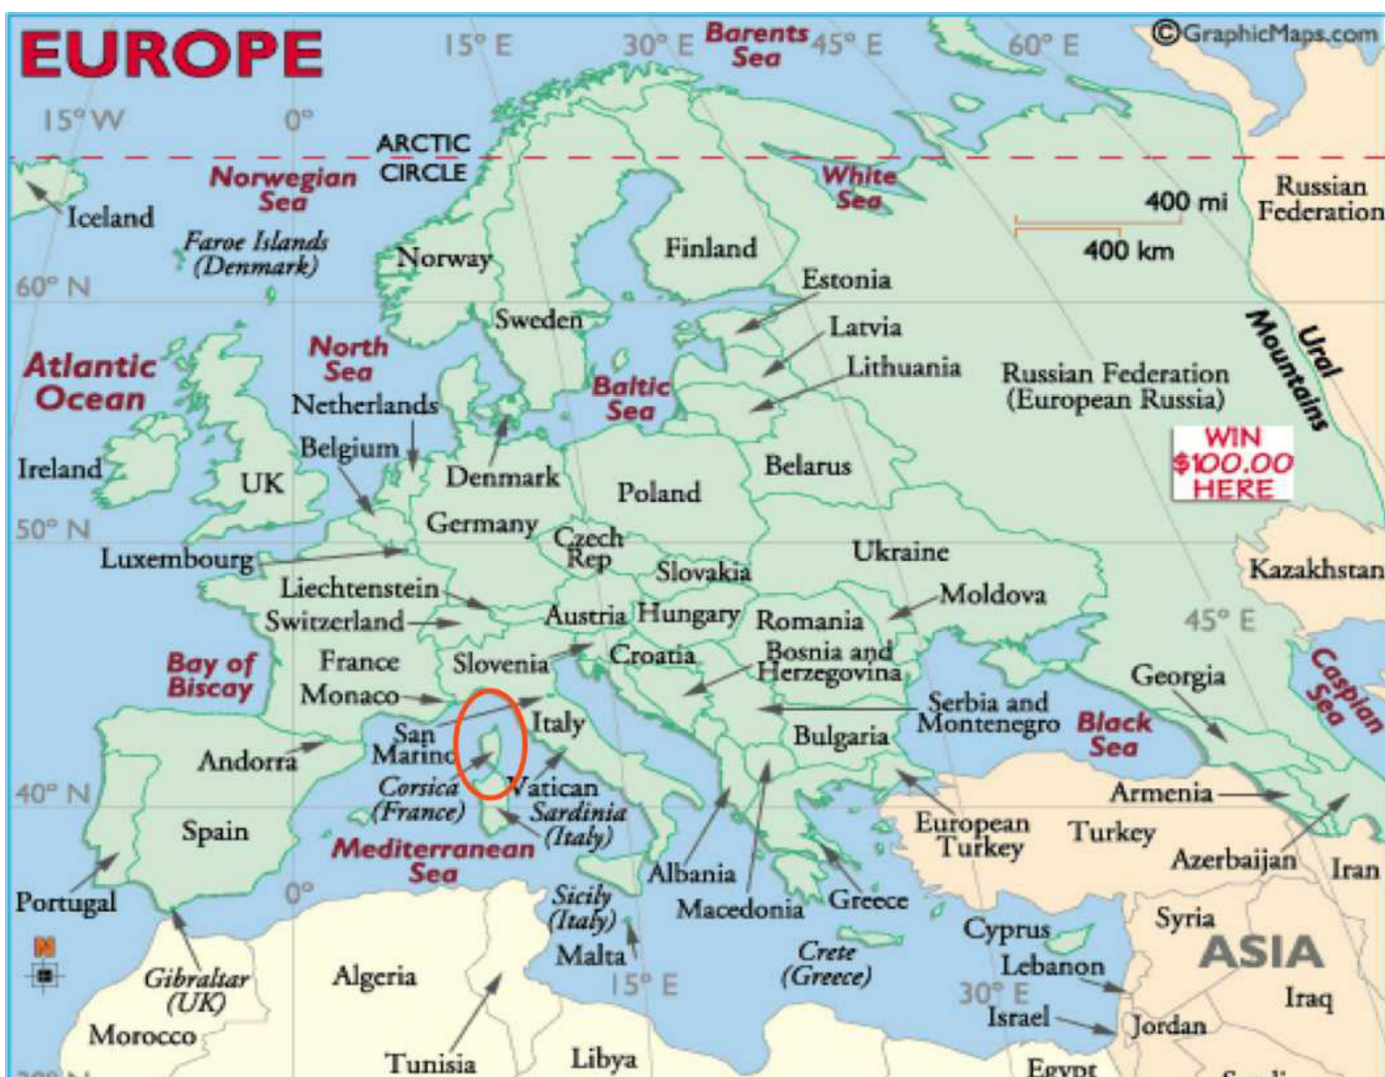 EUROPE
15° E
30° E
Barents
Sea
45° E
60° E
©GraphicMaps.com
15° W
0°
ARCTIC
CIRCLE
Norwegian
Sea
White
Sea
Russian
Federation
400 mi
400 km
Iceland
Faroe Islands
(Denmark)
Norway
Finland
Estonia
60° N
Sweden
Latvia
North
Sea
Ural
Mountains
Atlantic
Ocean
Lithuania
Baltic
Sea
Russian Federation
(European Russia)
Netherlands
Belgium
WIN
$100.00
HERE
Ireland
UK
Denmark
Poland
Belarus
50° N
Germany
Czech
Rep
Ukraine
Luxembourg
Slovakia
Kazakhstan
Liechtenstein
Austria
Hungary
Romania
Moldova
Switzerland
45° E
Bay of
Biscay
France
Slovenia
Croatia
Bosnia and
Herzegovina
Georgia
Caspian
Sea
Monaco
Serbia and
Montenegro
San
Marino
Italy
Bulgaria
Black
Sea
Andorra
Corsica
(France)
Vatican
40° N
Sardinia
(Italy)
Armenia
Spain
European
Turkey
Turkey
Mediterranean
Sea
Azerbaijan
Iran
Albania
Portugal
0°
Sicily
(Italy)
Macedonia
Greece
Syria
Cyprus
ASIA
N
Malta
Crete
(Greece)
Lebanon
Gibraltar
(UK)
Algeria
15° E
30° E
Iraq
Israel
Jordan
Morocco
Tunisia
Libya
Egypt